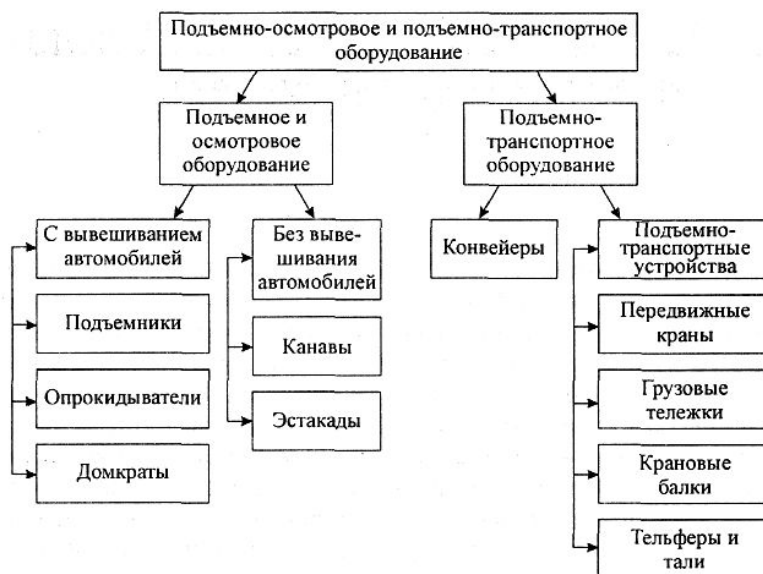 Подъемно-осмотровое и подъемно-транспортное
оборудование
Подъемное и
осмотровое
оборудование
Подъемно-
транспортное
оборудование
С вывешиванием
автомобилей
Без выве-
шивания
автомобилей
Конвейеры
Подъемно-
транспортные
устройства
Подъемники
Канавы
Передвижные
краны
Опрокидыватели
Эстакады
Грузовые
тележки
Домкраты
Крановые
балки
Тельферы и
тали